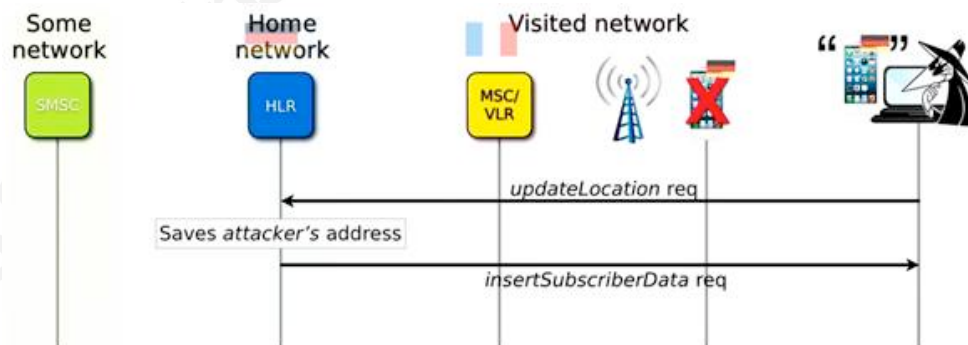 Some
network
Home
network
Visited network
“ ”
SMSC
HLR
MSC/
VLR
updateLocation req
Saves attacker's address
insertSubscriberData req